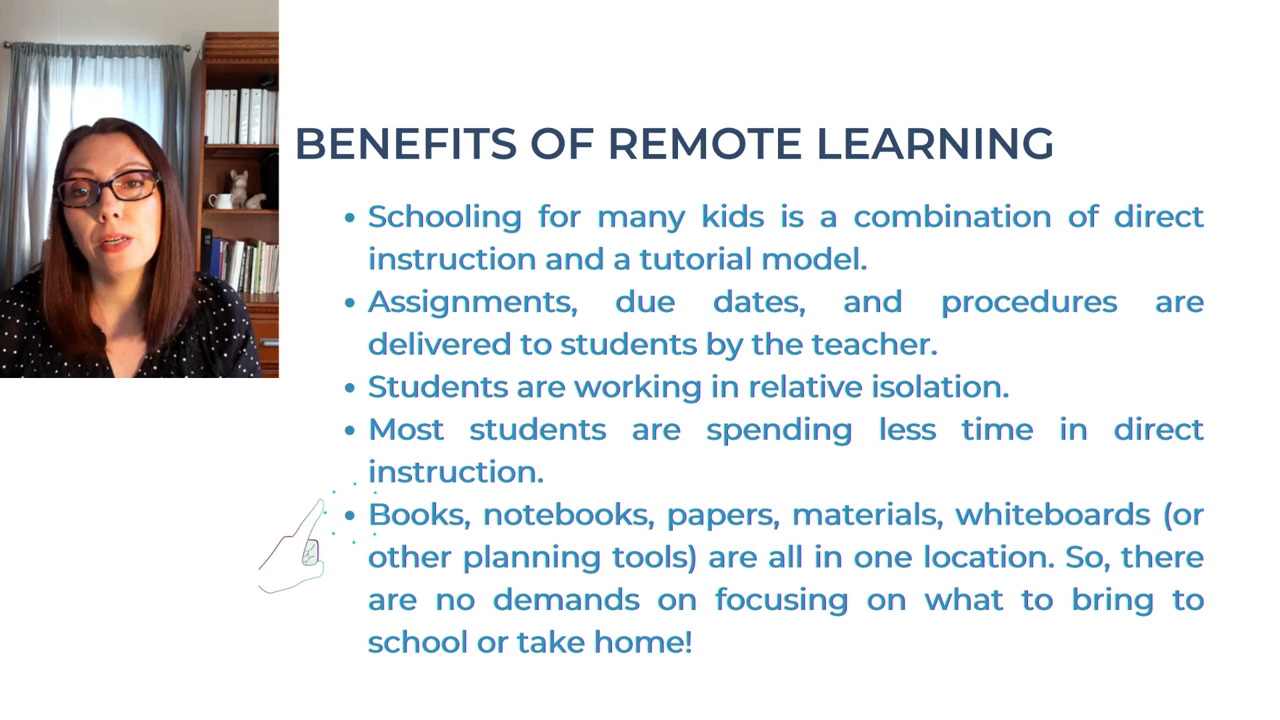 BENEFITS OF REMOTE LEARNING
• Schooling for many kids is a combination of direct
instruction and a tutorial model.
• Assignments, due dates, and procedures are
delivered to students by the teacher.
• Students are working in relative isolation.
• Most students are spending less time in direct
instruction.
• Books, notebooks, papers, materials, whiteboards (or
other planning tools) are all in one location. So, there
are no demands on focusing on what to bring to
school or take home!